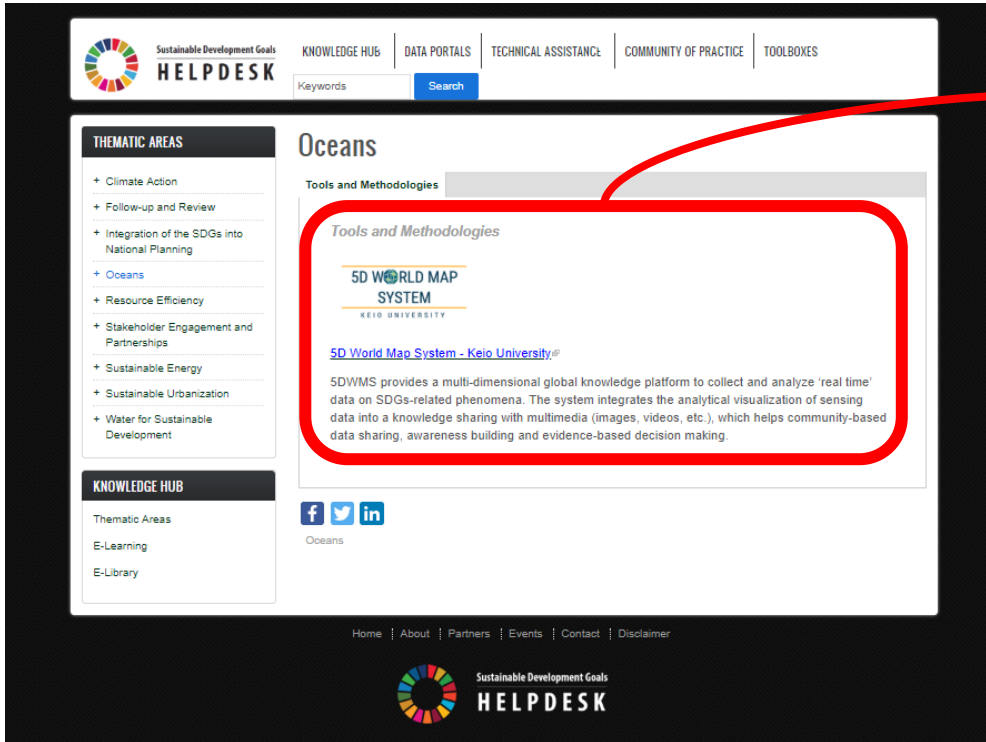 Sustainable Development Goals
HELPDESK
KNOWLEDGE HUB
DATA PORTALS
TECHNICAL ASSISTANCE
COMMUNITY OF PRACTICE
TOOLBOXES
Keywords
Search
THEMATIC AREAS
+ Climate Action
+ Follow-up and Review
+ Integration of the SDGs into
National Planning
+ Oceans
+ Resource Efficiency
+ Stakeholder Engagement and
Partnerships
+ Sustainable Energy
+ Sustainable Urbanization
+ Water for Sustainable
Development
KNOWLEDGE HUB
Thematic Areas
E-Learning
E-Library
Oceans
Tools and Methodologies
Tools and Methodologies
5D WORLD MAP
SYSTEM
KEIO UNIVERSITY
5D World Map System - Keio University
5DWMS provides a multi-dimensional global knowledge platform to collect and analyze ‘real time’
data on SDGs-related phenomena. The system integrates the analytical visualization of sensing
data into a knowledge sharing with multimedia (images, videos, etc.), which helps community-based
data sharing, awareness building and evidence-based decision making.
f in
Oceans
Home | About | Partners | Events | Contact | Disclaimer
Sustainable Development Goals
HELPDESK